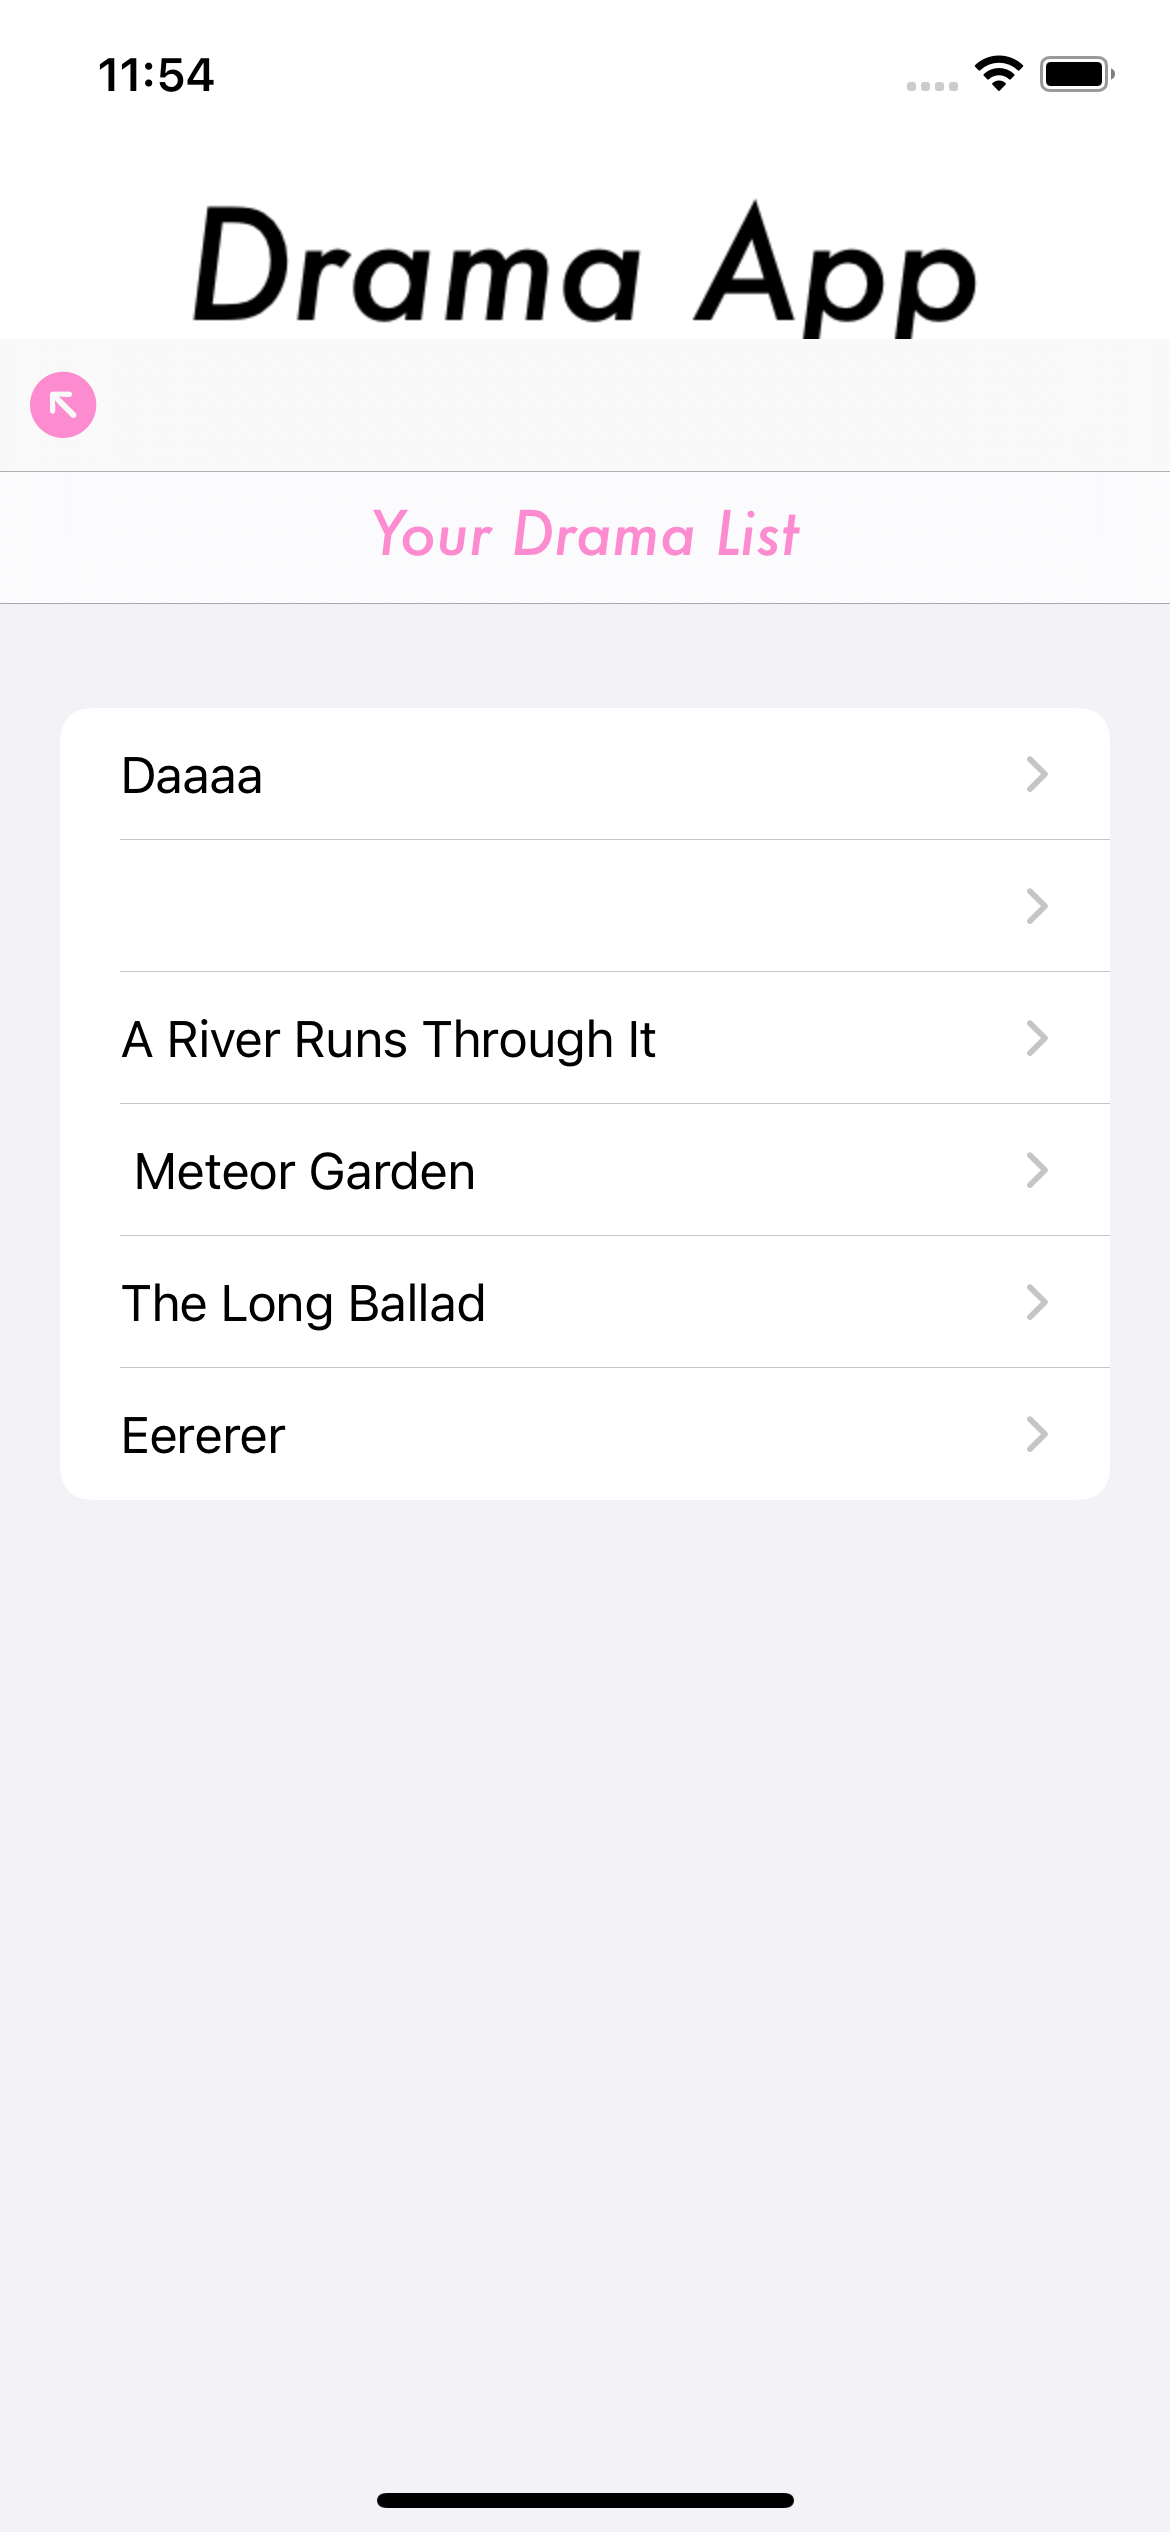 11:54
Drama App
Your Drama List
Daaaa
A River Runs Through It
Meteor Garden
The Long Ballad
Eererer